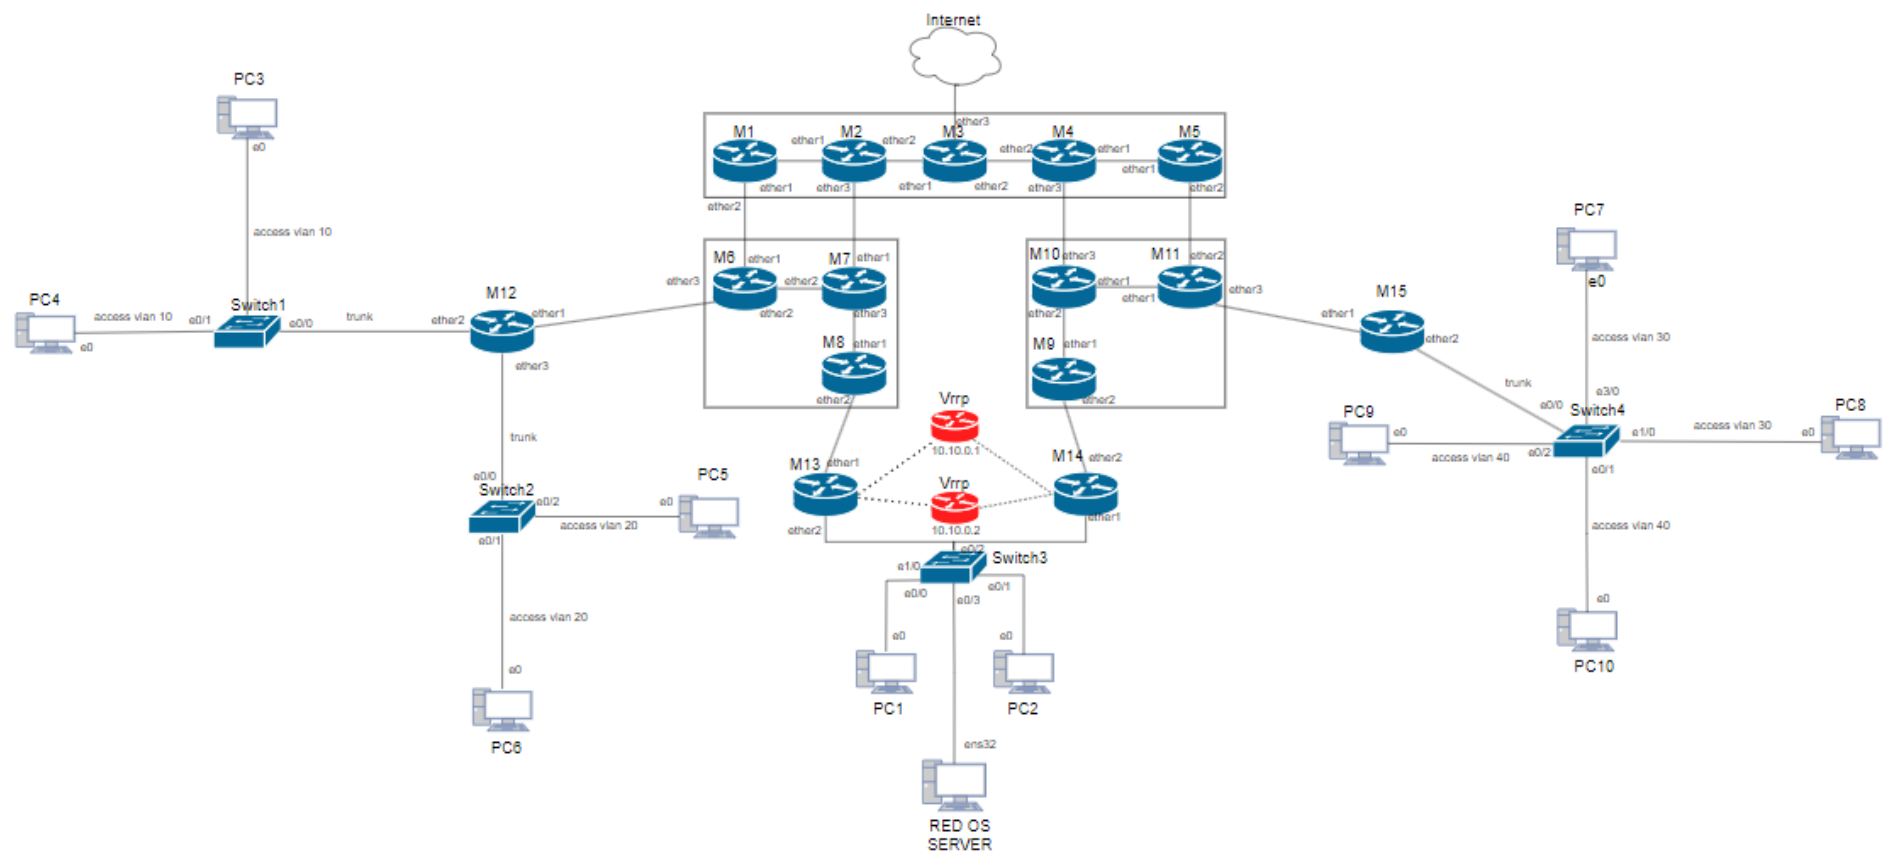 Internet
PC3
ether3
M1
ether1
M2
ether2
M3
ether2
M4
ether1
M5
e0
ether1
ether3
ether1
ether2
ether3
ether1
ether2
ether2
access vlan 10
PC7
M6
ether1
M7
ether1
M10
ether3
M11
ether2
ether3
ether2
ether1
ether1
ether3
e0
PC4
access vlan 10
e0/1
Switch1
e0/0
trunk
ether2
M12
ether1
ether2
ether3
ether2
ether1
M15
ether2
e0
ether3
M8
ether1
M9
ether1
access vlan 30
ether2
ether2
trunk
e3/0
Vrrp
10.10.0.1
PC9
e0
access vlan 40
e0/0
Switch4
e0/2
e1/0
access vlan 30
e0
PC8
e0/1
trunk
M13
ether1
M14
ether2
e0/0
Switch2
e0/2
e0
PC5
access vlan 20
e0/1
Vrrp
10.10.0.2
ether2
ether1
access vlan 40
e0/2
Switch3
e1/0
e0/0
e0/3
e0/1
access vlan 20
e0
e0
e0
e0
PC1
PC2
PC10
PC6
ens32
RED OS
SERVER